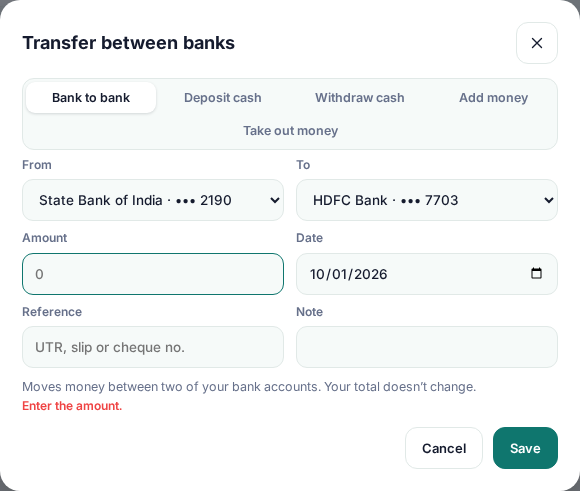 Transfer between banks
Bank to bank Deposit cash Withdraw cash Add money
Take out money
From To
State Bank of India · ••• 2190 HDFC Bank · ••• 7703
Amount Date
0 10/01/2026
Reference Note
UTR, slip or cheque no.
Moves money between two of your bank accounts. Your total doesn’t change.
Enter the amount.
Cancel Save